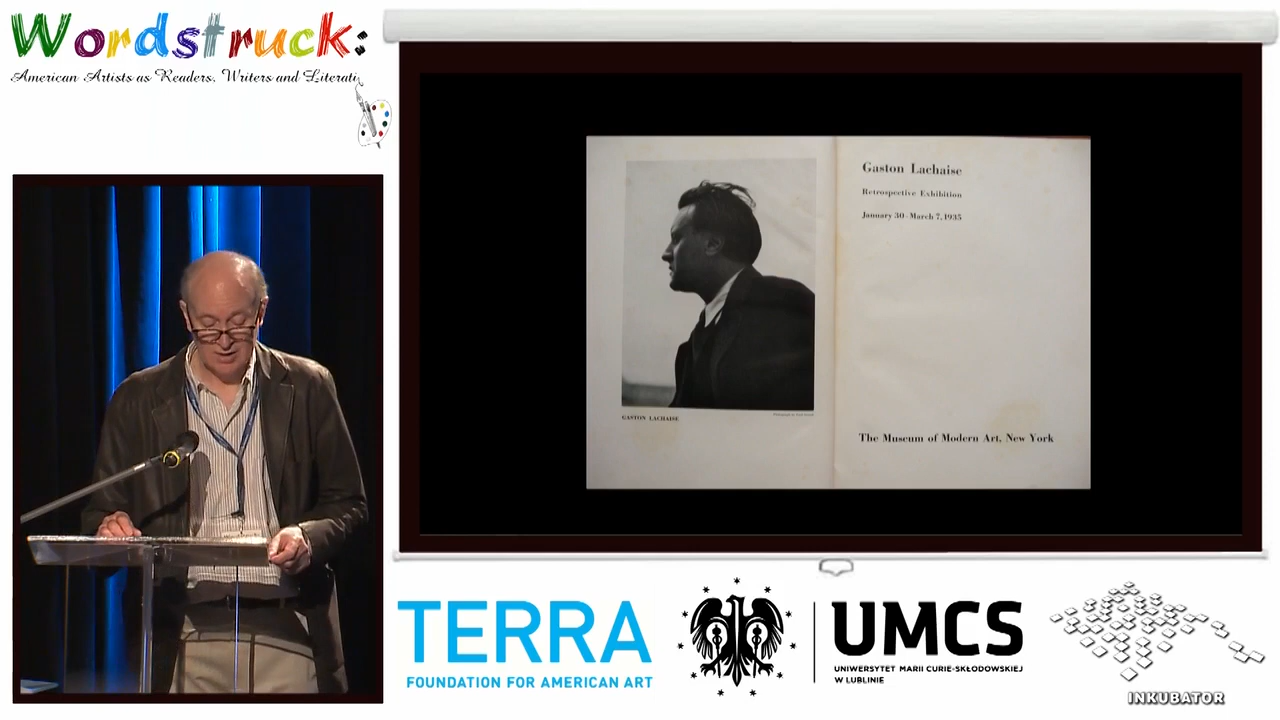 Wordstruck:
American Artists as Readers, Writers and Literati
Gaston Lachaise
Retrospective Exhibition
January 30 - March 7, 1935
GASTON LACHAISE
The Museum of Modern Art, New York
TERRA
FOUNDATION FOR AMERICAN ART
UMCS
UNIWERSYTET MARII CURIE-SKŁODOWSKIEJ
W LUBLINIE
INKUBATOR